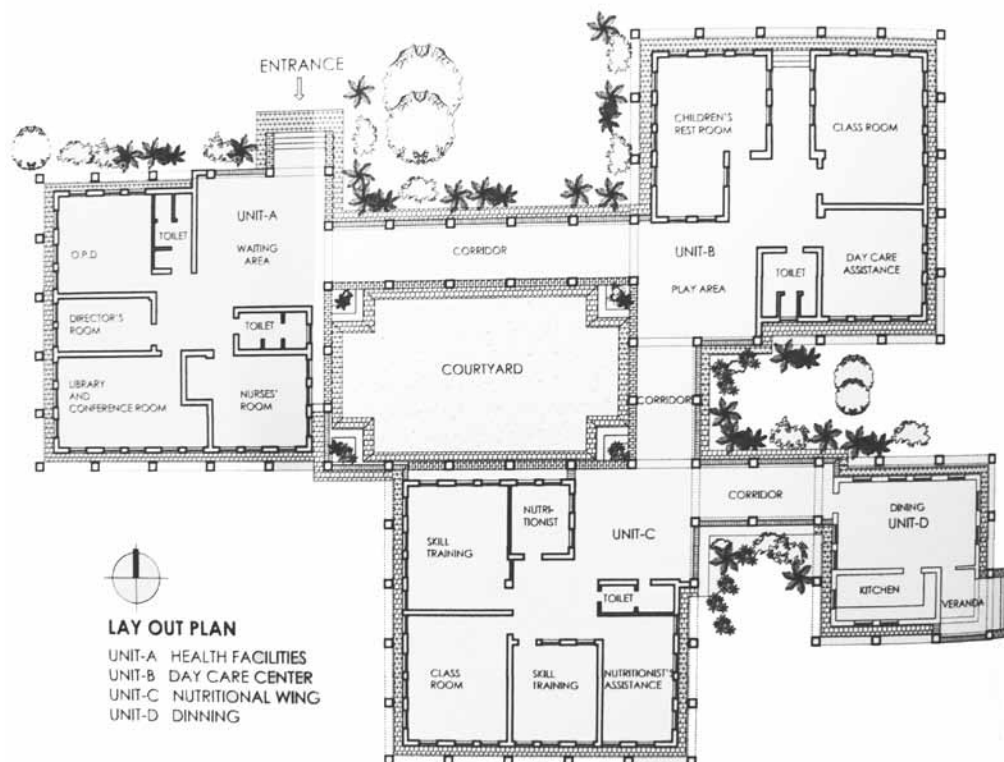 ENTRANCE
CHILDREN'S
REST ROOM
CLASS ROOM
UNIT-A
WAITING
AREA
TOILET
O.P.D
CORRIDOR
UNIT-B
PLAY AREA
TOILET
DAY CARE
ASSISTANCE
DIRECTOR'S
ROOM
TOILET
COURTYARD
LIBRARY
AND
CONFERENCE ROOM
NURSES'
ROOM
CORRIDOR
CORRIDOR
NUTRI-
TIONIST
SKILL
TRAINING
UNIT-C
DINING
UNIT-D
KITCHEN
VERANDA
TOILET
CLASS
ROOM
SKILL
TRAINING
NUTRITIONIST'S
ASSISTANCE
LAY OUT PLAN
UNIT-A HEALTH FACILITIES
UNIT-B DAY CARE CENTER
UNIT-C NUTRITIONAL WING
UNIT-D DINNING